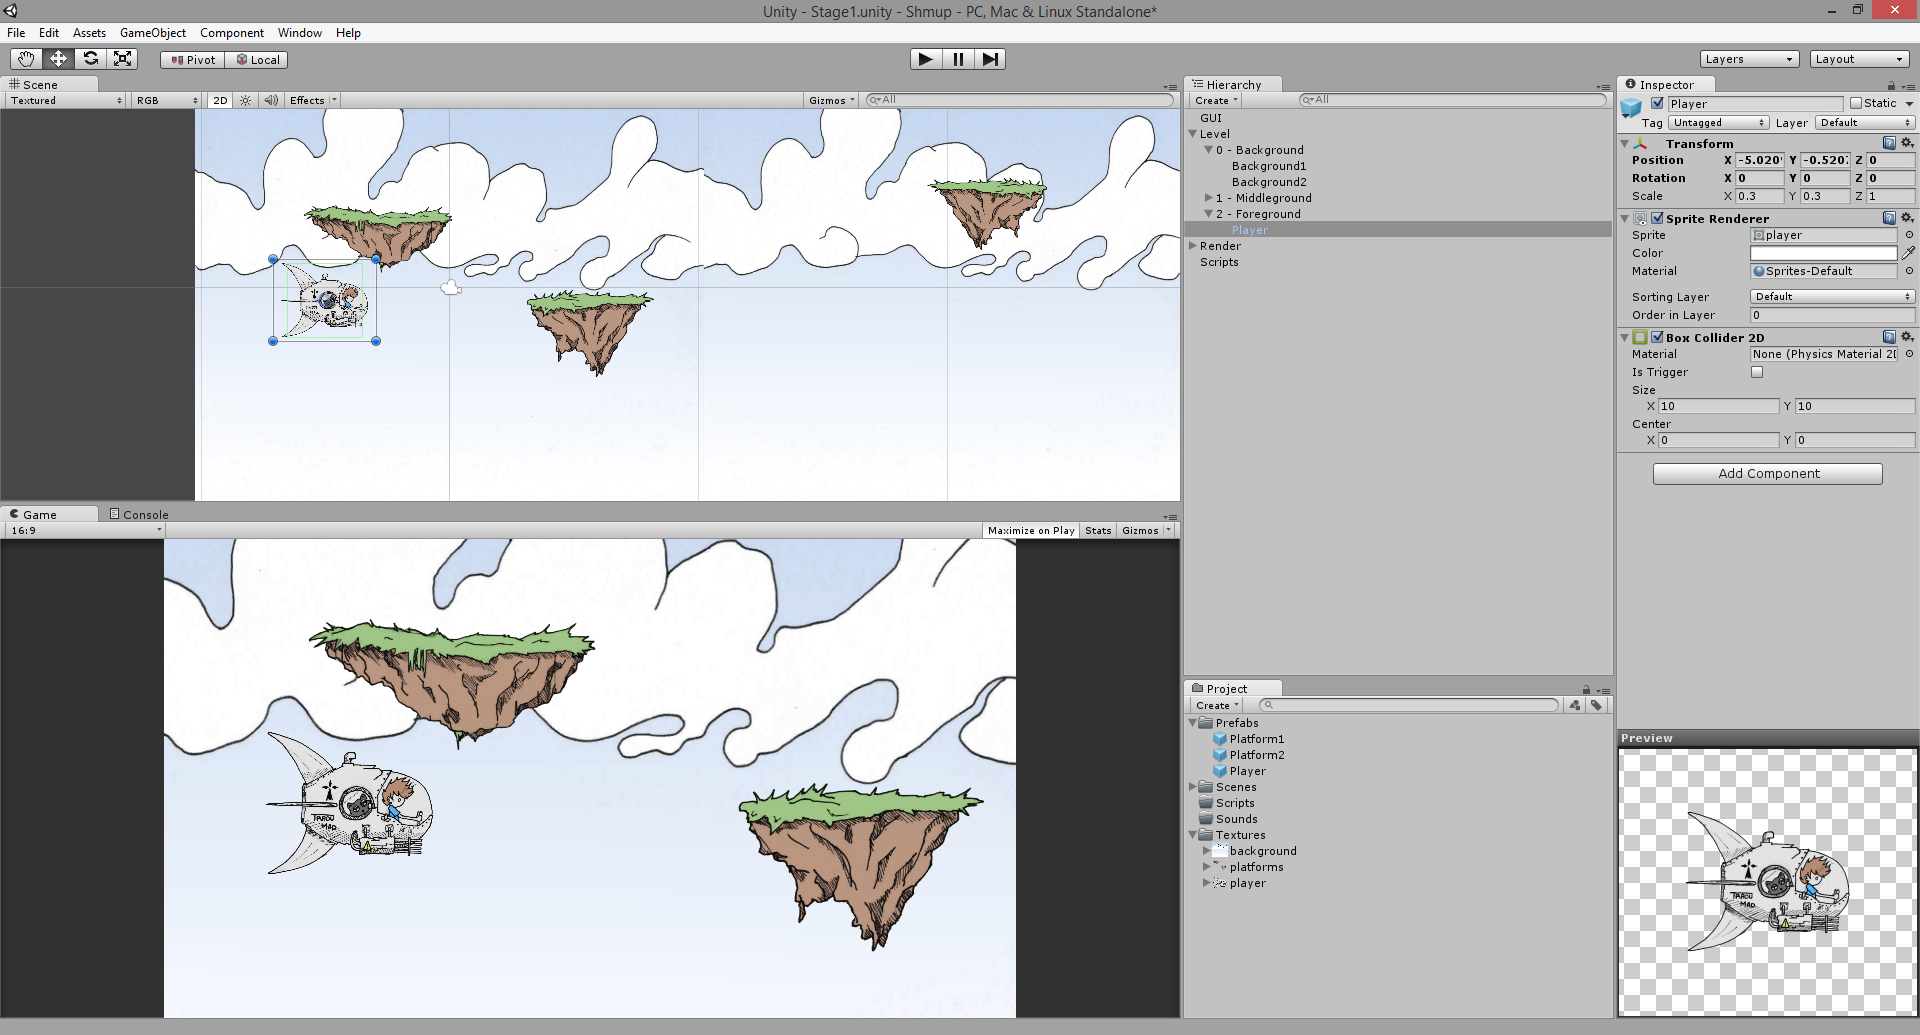 Unity - Stage1.unity - Shmup - PC, Mac & Linux Standalone*
File Edit Assets GameObject Component Window Help
Pivot Local
Layers Layout
Scene
Textured RGB 2D Effects Gizmos All
Game Console
16:9 Maximize on Play Stats Gizmos
TAROU
MAD
Hierarchy
Create All
GUI
Level
0 - Background
Background1
Background2
1 - Middleground
2 - Foreground
Player
Render
Scripts
Project
Create
Prefabs
Platform1
Platform2
Player
Scenes
Scripts
Sounds
Textures
background
platforms
player
Inspector
Player Static
Tag Untagged Layer Default
Transform
Position X -5.020 Y -0.520 Z 0
Rotation X 0 Y 0 Z 0
Scale X 0.3 Y 0.3 Z 1
Sprite Renderer
Sprite player
Color
Material Sprites-Default
Sorting Layer Default
Order in Layer 0
Box Collider 2D
Material None (Physics Material 2D
Is Trigger
Size
X 10 Y 10
Center
X 0 Y 0
Add Component
Preview
TAROU
MAD